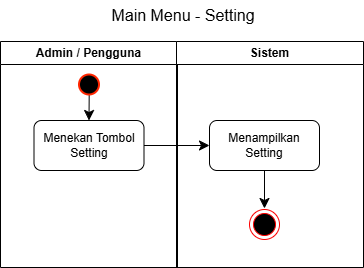 Main Menu - Setting
Admin / Pengguna
Sistem
Menekan Tombol
Setting
Menampilkan
Setting